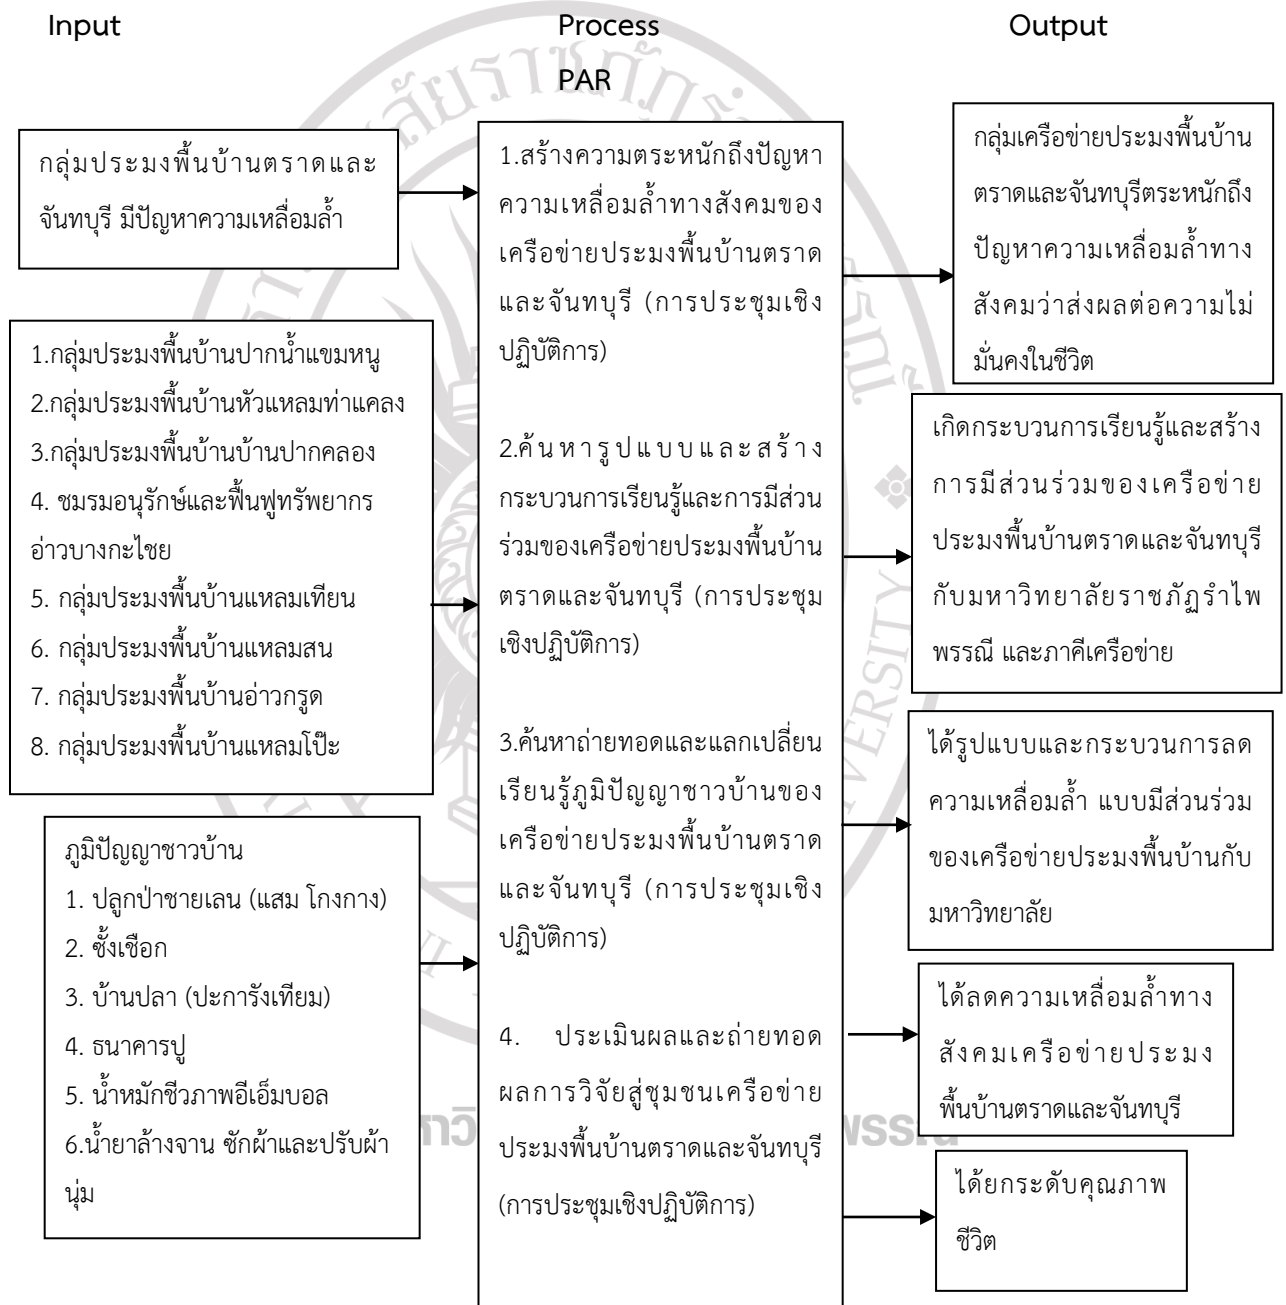 Input
Process
Output
PAR
กลุ่มประมงพื้นบ้านตราดและ
จันทบุรี มีปัญหาความเหลื่อมล้ำ
1.กลุ่มประมงพื้นบ้านปากน้ำแขมหนู
2.กลุ่มประมงพื้นบ้านหัวแหลมท่าแคลง
3.กลุ่มประมงพื้นบ้านบ้านปากคลอง
4. ชมรมอนุรักษ์และฟื้นฟูทรัพยากร
อ่าวบางกะไชย
5. กลุ่มประมงพื้นบ้านแหลมเทียน
6. กลุ่มประมงพื้นบ้านแหลมสน
7. กลุ่มประมงพื้นบ้านอ่าวกรูด
8. กลุ่มประมงพื้นบ้านแหลมโป๊ะ
ภูมิปัญญาชาวบ้าน
1. ปลูกป่าชายเลน (แสม โกงกาง)
2. ซั้งเชือก
3. บ้านปลา (ปะการังเทียม)
4. ธนาคารปู
5. น้ำหมักชีวภาพอีเอ็มบอล
6.น้ำยาล้างจาน ซักผ้าและปรับผ้า
นุ่ม
1.สร้างความตระหนักถึงปัญหา
ความเหลื่อมล้ำทางสังคมของ
เครือข่ายประมงพื้นบ้านตราด
และจันทบุรี (การประชุมเชิง
ปฏิบัติการ)
2.ค้นหารูปแบบและสร้าง
กระบวนการเรียนรู้และการมีส่วน
ร่วมของเครือข่ายประมงพื้นบ้าน
ตราดและจันทบุรี (การประชุม
เชิงปฏิบัติการ)
3.ค้นหาถ่ายทอดและแลกเปลี่ยน
เรียนรู้ภูมิปัญญาชาวบ้านของ
เครือข่ายประมงพื้นบ้านตราด
และจันทบุรี (การประชุมเชิง
ปฏิบัติการ)
4. ประเมินผลและถ่ายทอด
ผลการวิจัยสู่ชุมชนเครือข่าย
ประมงพื้นบ้านตราดและจันทบุรี
(การประชุมเชิงปฏิบัติการ)
กลุ่มเครือข่ายประมงพื้นบ้าน
ตราดและจันทบุรีตระหนักถึง
ปัญหาความเหลื่อมล้ำทาง
สังคมว่าส่งผลต่อความไม่
มั่นคงในชีวิต
เกิดกระบวนการเรียนรู้และสร้าง
การมีส่วนร่วมของเครือข่าย
ประมงพื้นบ้านตราดและจันทบุรี
กับมหาวิทยาลัยราชภัฏรำไพ
พรรณี และภาคีเครือข่าย
ได้รูปแบบและกระบวนการลด
ความเหลื่อมล้ำ แบบมีส่วนร่วม
ของเครือข่ายประมงพื้นบ้านกับ
มหาวิทยาลัย
ได้ลดความเหลื่อมล้ำทาง
สังคมเครือข่ายประมง
พื้นบ้านตราดและจันทบุรี
ได้ยกระดับคุณภาพ
ชีวิต